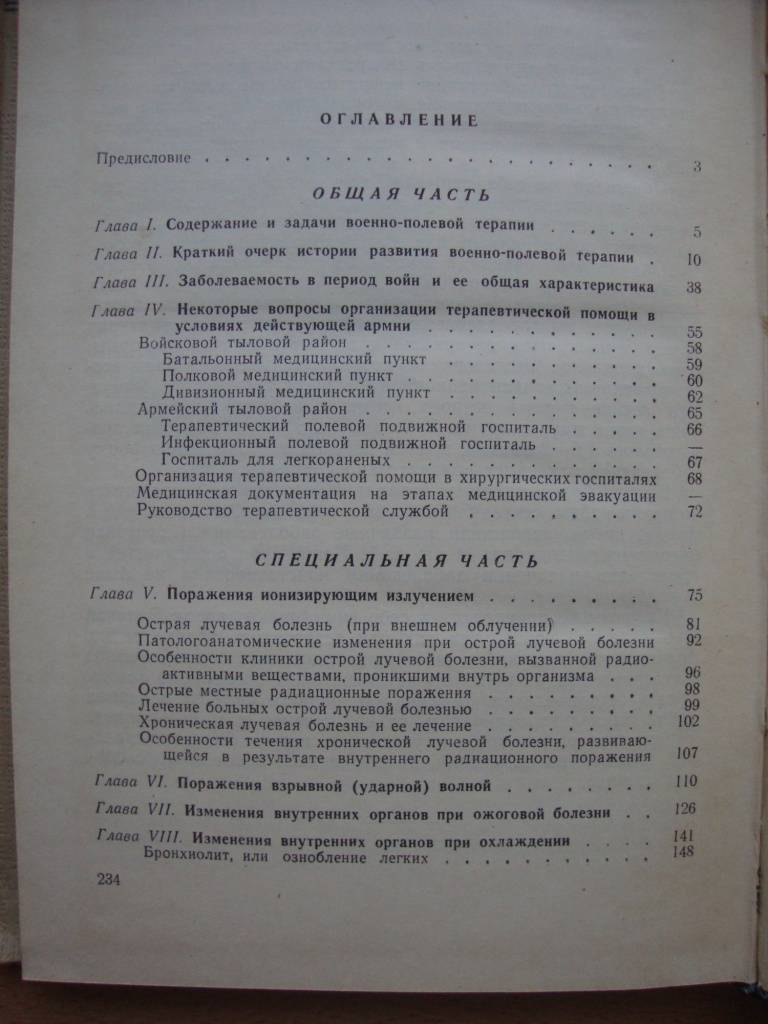 ОГЛАВЛЕНИЕ
Предисловие . . . . . . . . . . . . . . . . . 3
ОБЩАЯ ЧАСТЬ
Глава I. Содержание и задачи военно-полевой терапии . . . . . 5
Глава II. Краткий очерк истории развития военно-полевой терапии . 10
Глава III. Заболеваемость в период войн и ее общая характеристика 38
Глава IV. Некоторые вопросы организации терапевтической помощи в
условиях действующей армии . . . . . . . . . 55
Войсковой тыловой район . . . . . . . . . . . 58
Батальонный медицинский пункт . . . . . . . . 59
Полковой медицинский пункт . . . . . . . . . 60
Дивизионный медицинский пункт . . . . . . . . 62
Армейский тыловой район . . . . . . . . . . . 65
Терапевтический полевой подвижной госпиталь . . . . 66
Инфекционный полевой подвижной госпиталь . . . . . —
Госпиталь для легкораненых . . . . . . . . . 67
Организация терапевтической помощи в хирургических госпиталях 68
Медицинская документация на этапах медицинской эвакуации —
Руководство терапевтической службой . . . . . . . . 72
СПЕЦИАЛЬНАЯ ЧАСТЬ
Глава V. Поражения ионизирующим излучением . . . . . . . 75
Острая лучевая болезнь (при внешнем облучении) . . . . . 81
Патологоанатомические изменения при острой лучевой болезни 92
Особенности клиники острой лучевой болезни, вызванной радио-
активными веществами, проникшими внутрь организма . . . 96
Острые местные радиационные поражения . . . . . . . 98
Лечение больных острой лучевой болезнью . . . . . . . 99
Хроническая лучевая болезнь и ее лечение . . . . . . . 102
Особенности течения хронической лучевой болезни, развиваю-
щейся в результате внутреннего радиационного поражения 107
Глава VI. Поражения взрывной (ударной) волной . . . . . . 110
Глава VII. Изменения внутренних органов при ожоговой болезни . . 126
Глава VIII. Изменения внутренних органов при охлаждении . . . . 141
Бронхиолит, или ознобление легких . . . . . . . . 148
234